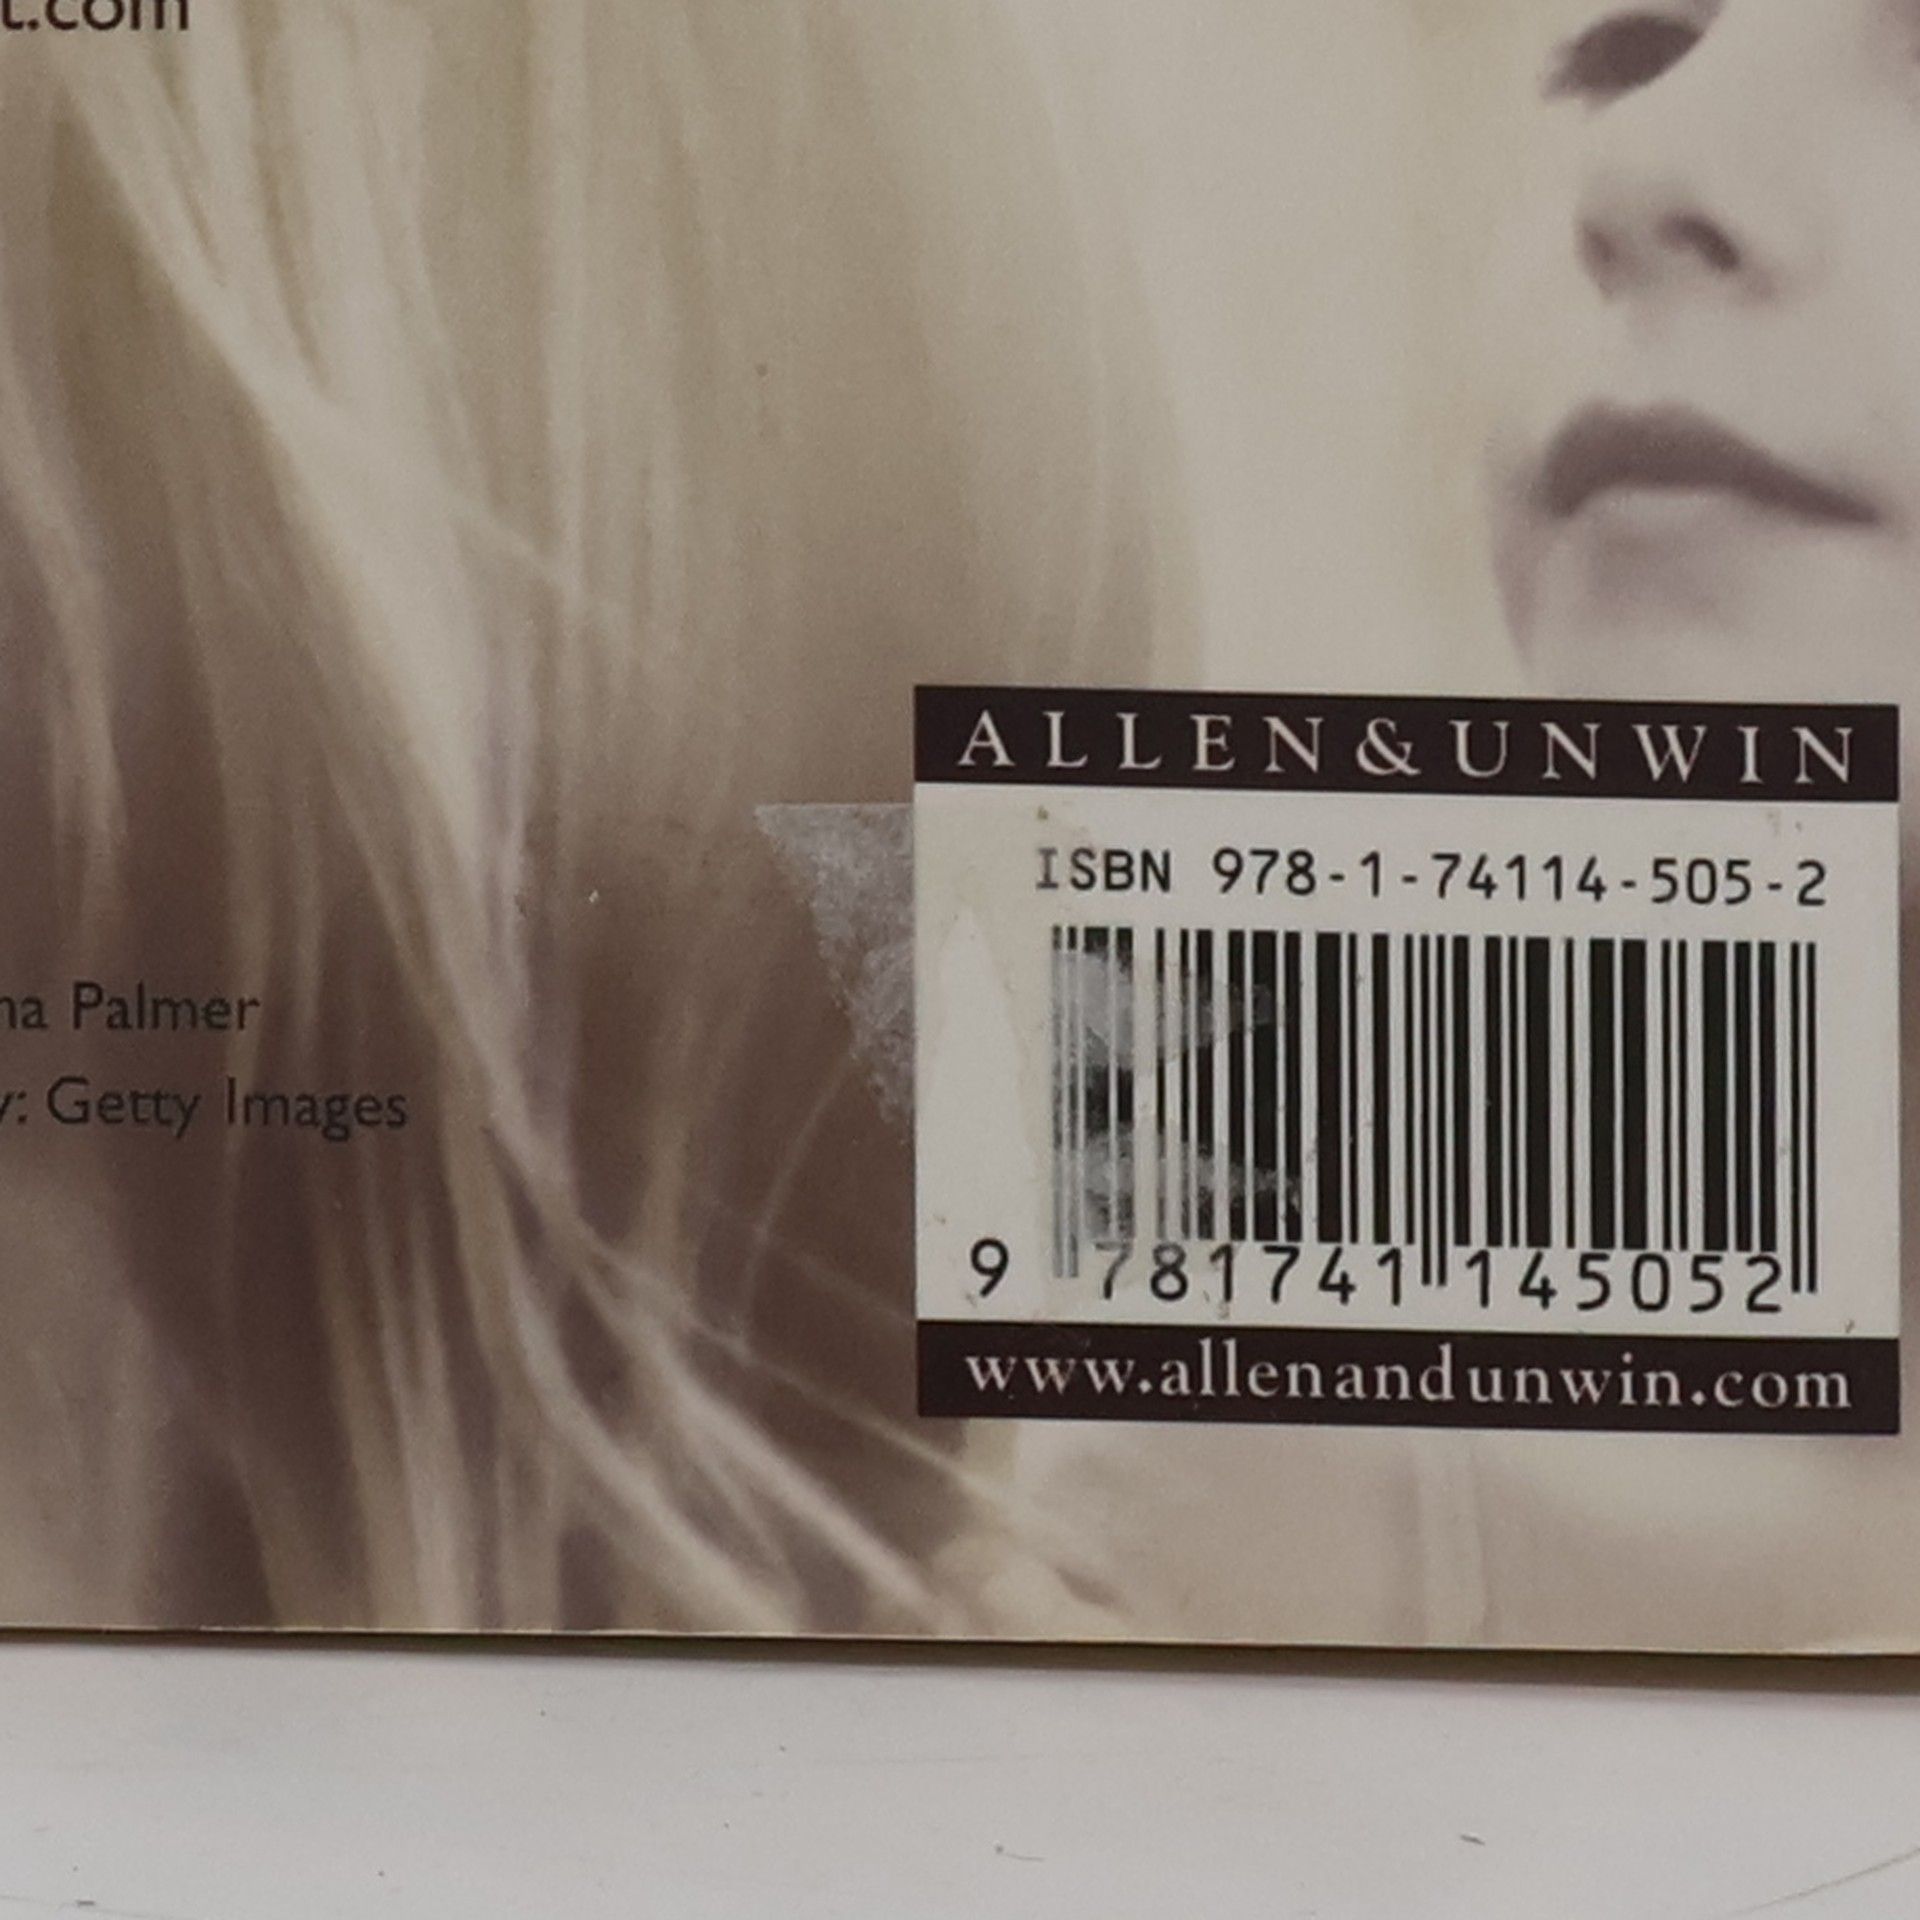 t.com
ALLEN&UNWIN
ISBN 978-1-74114-505-2
9 781741 145052
www.allenandunwin.com
na Palmer
y: Getty Images